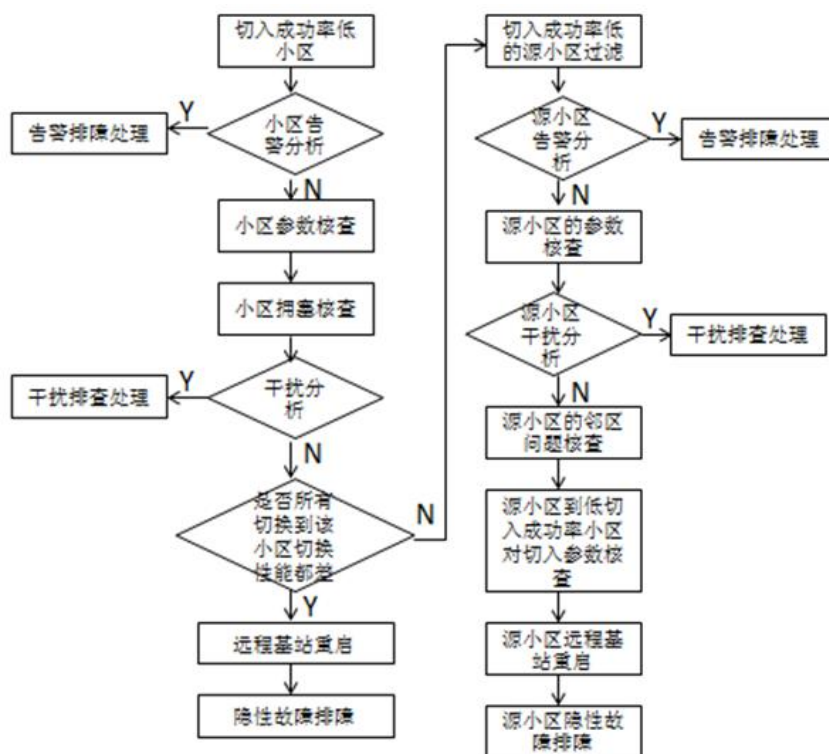 切入成功率低
小区
Y
告警排障处理
小区告
警分析
N
小区参数核查
小区拥塞核查
Y
干扰排查处理
干扰分
析
N
是否所有
切换到该
小区切换
性能都差
N
Y
远程基站重启
隐性故障排障
切入成功率低
的源小区过滤
源小区
告警分
析
Y
告警排障处理
N
源小区的参数
核查
源小区
干扰分
析
Y
干扰排查处理
N
源小区的邻区
问题核查
源小区到低切
入成功率小区
对切入参数核
查
源小区远程基
站重启
源小区隐性故
障排障